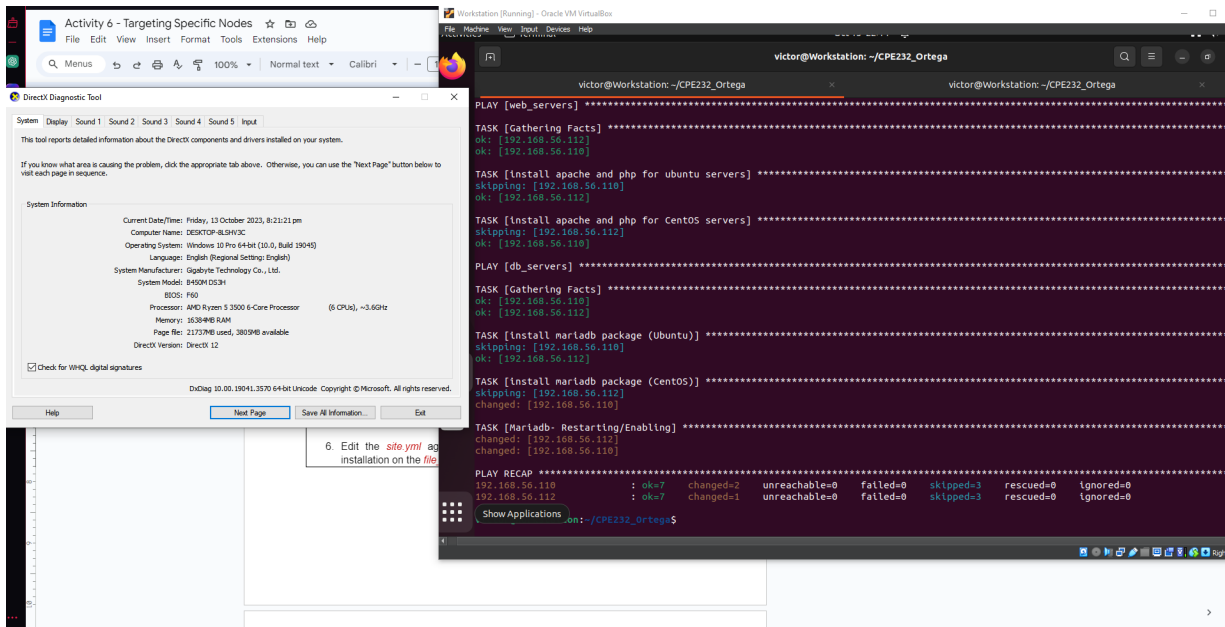 Activity 6 - Targeting Specific Nodes
File Edit View Insert Format Tools Extensions Help
Menus 100% Normal text Calibri
DirectX Diagnostic Tool
System Display Sound 1 Sound 2 Sound 3 Sound 4 Sound 5 Input
This tool reports detailed information about the DirectX components and drivers installed on your system.
If you know what area is causing the problem, click the appropriate tab above. Otherwise, you can use the "Next Page" button below to
visit each page in sequence.
System Information
Current Date/Time: Friday, 13 October 2023, 8:21:21 pm
Computer Name: DESKTOP-8LSHV3C
Operating System: Windows 10 Pro 64-bit (10.0, Build 19045)
Language: English (Regional Setting: English)
System Manufacturer: Gigabyte Technology Co., Ltd.
System Model: B450M DS3H
BIOS: F60
Processor: AMD Ryzen 5 3500 6-Core Processor (6 CPUs), ~3.6GHz
Memory: 16384MB RAM
Page file: 21737MB used, 3805MB available
DirectX Version: DirectX 12
Check for WHQL digital signatures
DxDiag 10.00.19041.3570 64-bit Unicode Copyright © Microsoft. All rights reserved.
Help Next Page Save All Information... Exit
6. Edit the site.yml ag
installation on the file
Workstation [Running] - Oracle VM VirtualBox
File Machine View Input Devices Help
victor@Workstation: ~/CPE232_Ortega
victor@Workstation: ~/CPE232_Ortega × victor@Workstation: ~/CPE232_Ortega ×
PLAY [web_servers] ****************************************************************
TASK [Gathering Facts] ****************************************************************
ok: [192.168.56.112]
ok: [192.168.56.110]
TASK [install apache and php for ubuntu servers] ****************************************************************
skipping: [192.168.56.110]
ok: [192.168.56.112]
TASK [install apache and php for CentOS servers] ****************************************************************
skipping: [192.168.56.112]
ok: [192.168.56.110]
PLAY [db_servers] ****************************************************************
TASK [Gathering Facts] ****************************************************************
ok: [192.168.56.110]
ok: [192.168.56.112]
TASK [install mariadb package (Ubuntu)] ****************************************************************
skipping: [192.168.56.110]
ok: [192.168.56.112]
TASK [install mariadb package (CentOS)] ****************************************************************
skipping: [192.168.56.112]
changed: [192.168.56.110]
TASK [Mariadb- Restarting/Enabling] ****************************************************************
changed: [192.168.56.112]
changed: [192.168.56.110]
PLAY RECAP ****************************************************************
192.168.56.110 : ok=7 changed=2 unreachable=0 failed=0 skipped=3 rescued=0 ignored=0
192.168.56.112 : ok=7 changed=1 unreachable=0 failed=0 skipped=3 rescued=0 ignored=0
Show Applications
on:~/CPE232_Ortega$
Righ